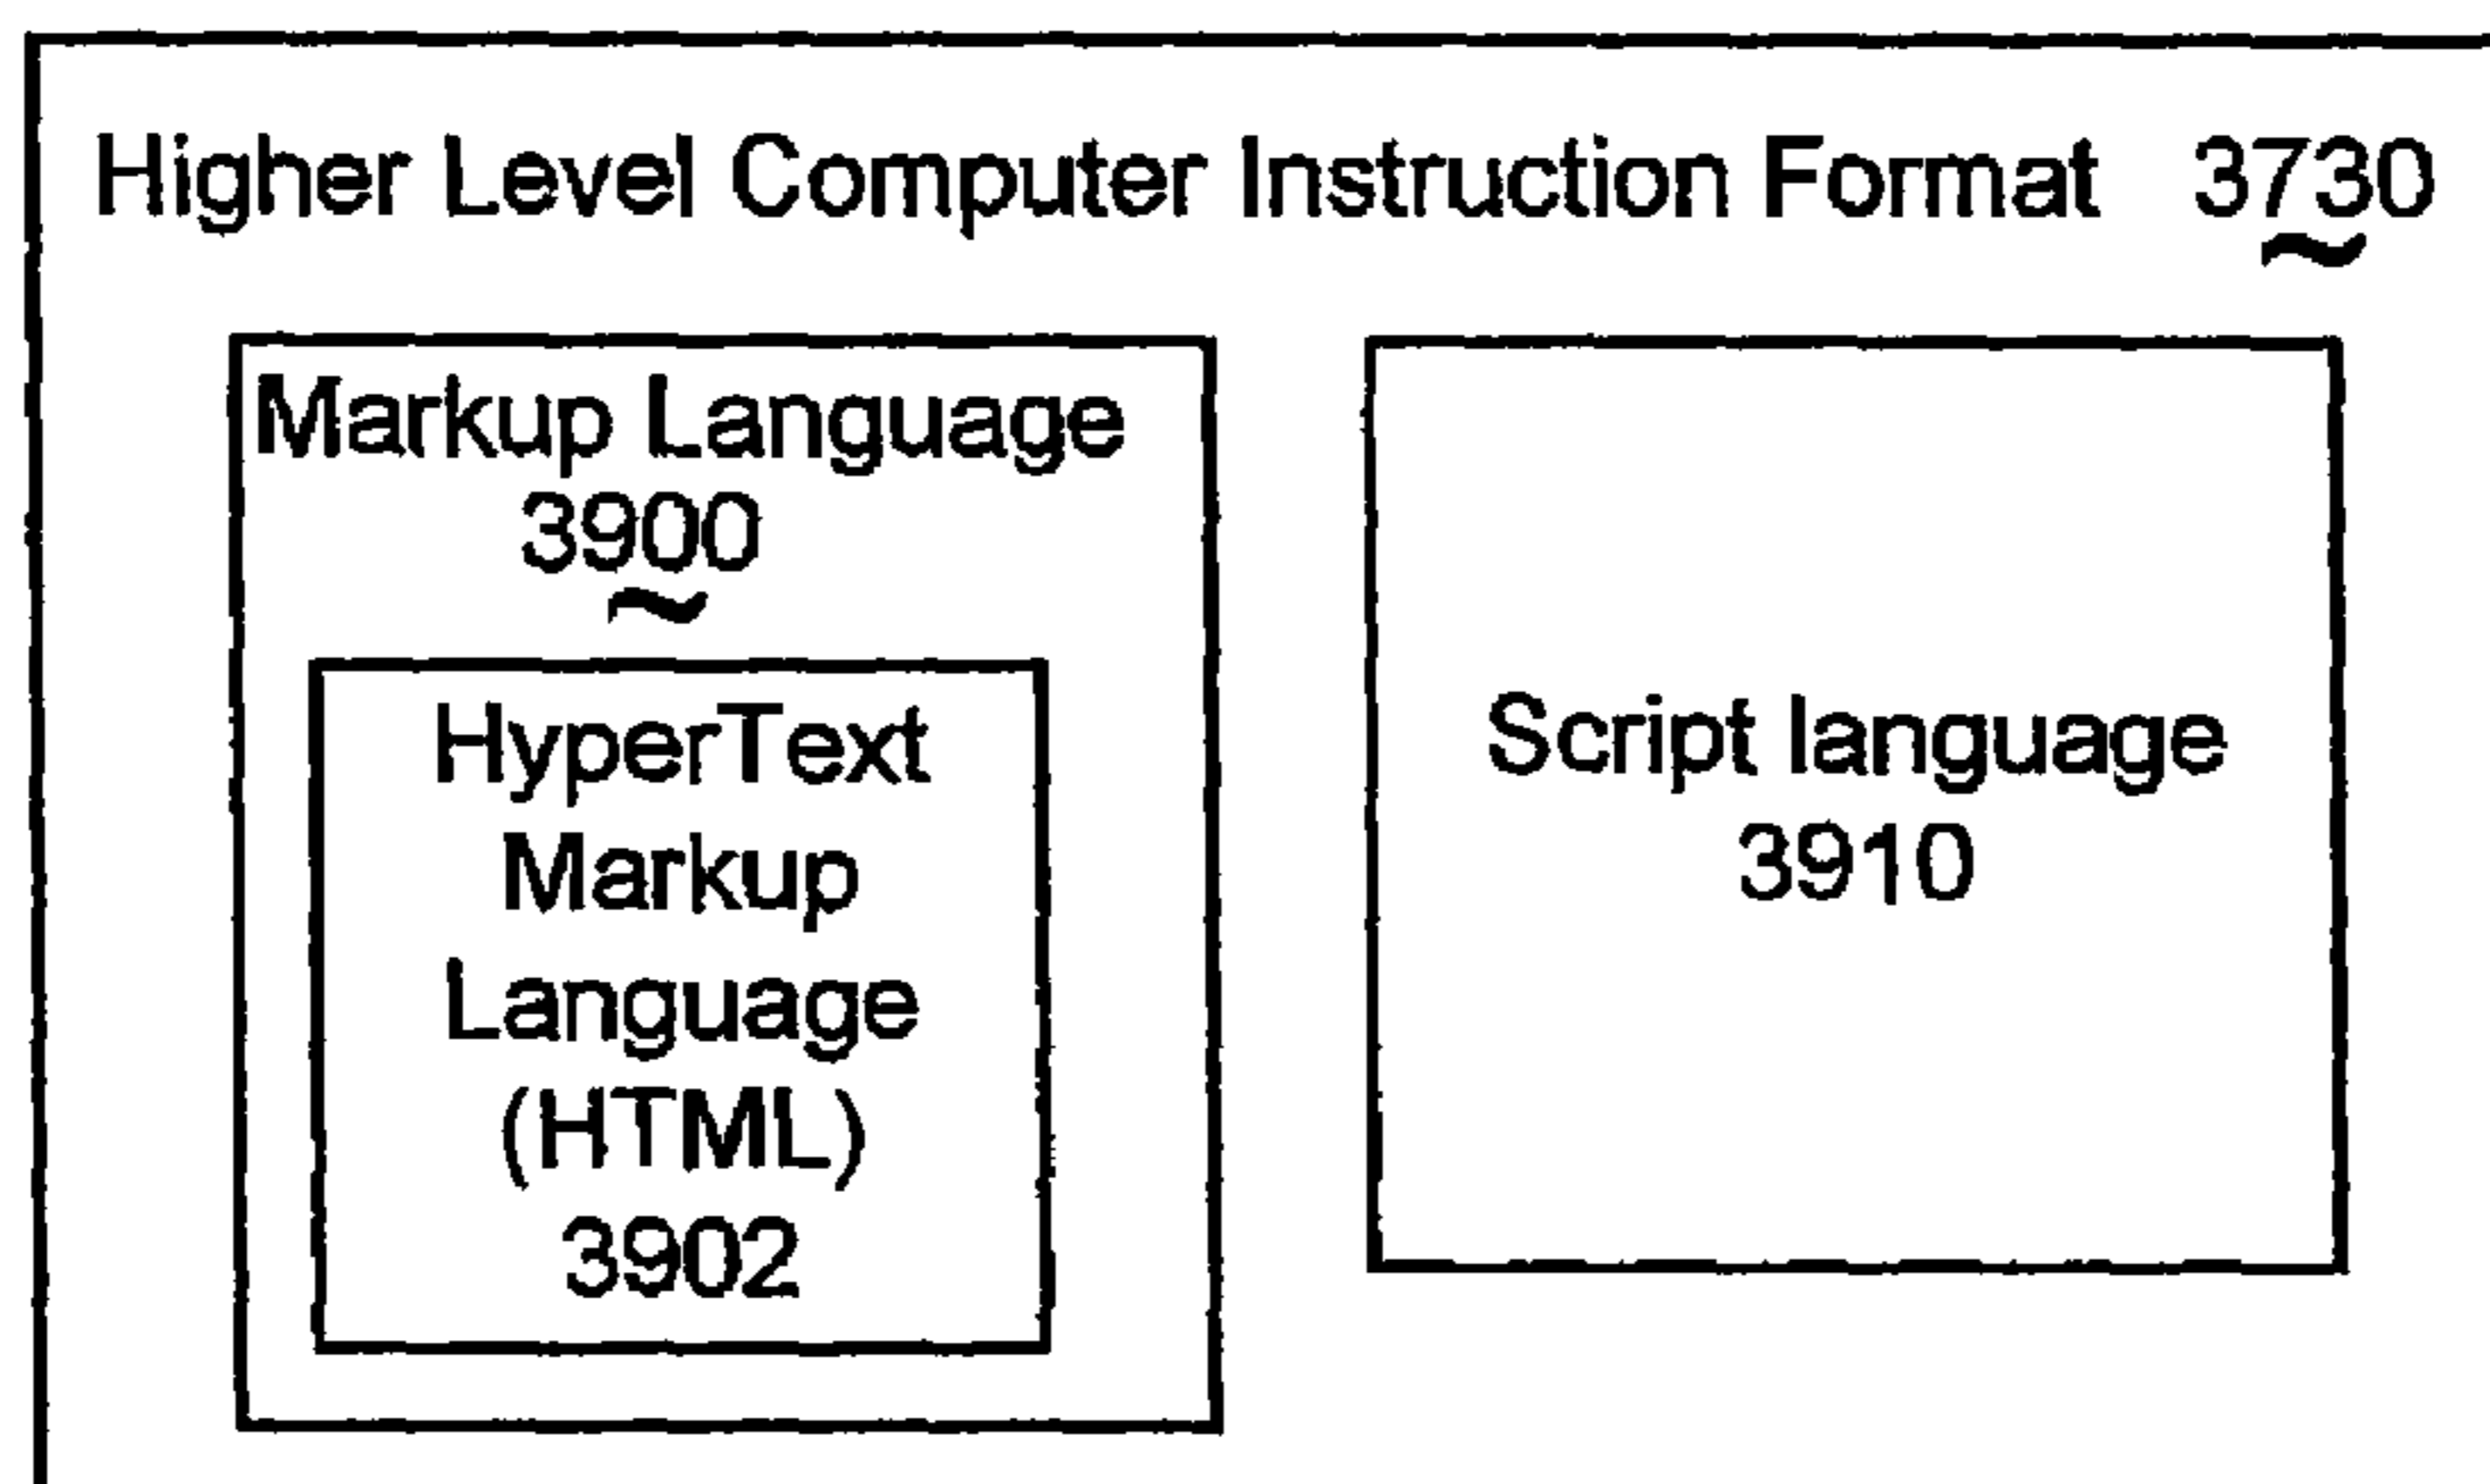 Higher Level Computer Instruction Format 3730
Markup Language
3900
HyperText
Markup
Language
(HTML)
3902
Script language
3910